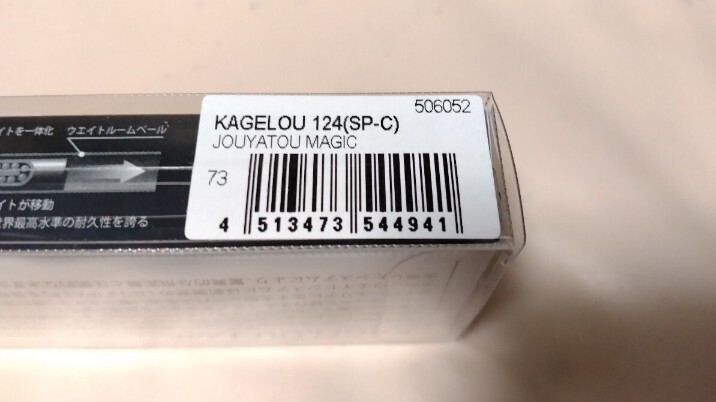 506052
KAGELOU 124(SP-C)
JOUYATOU MAGIC
73
4 513473 544941
イトを一体化 ウエイトルームベール
イトが移動
世界最高水準の耐久性を誇る